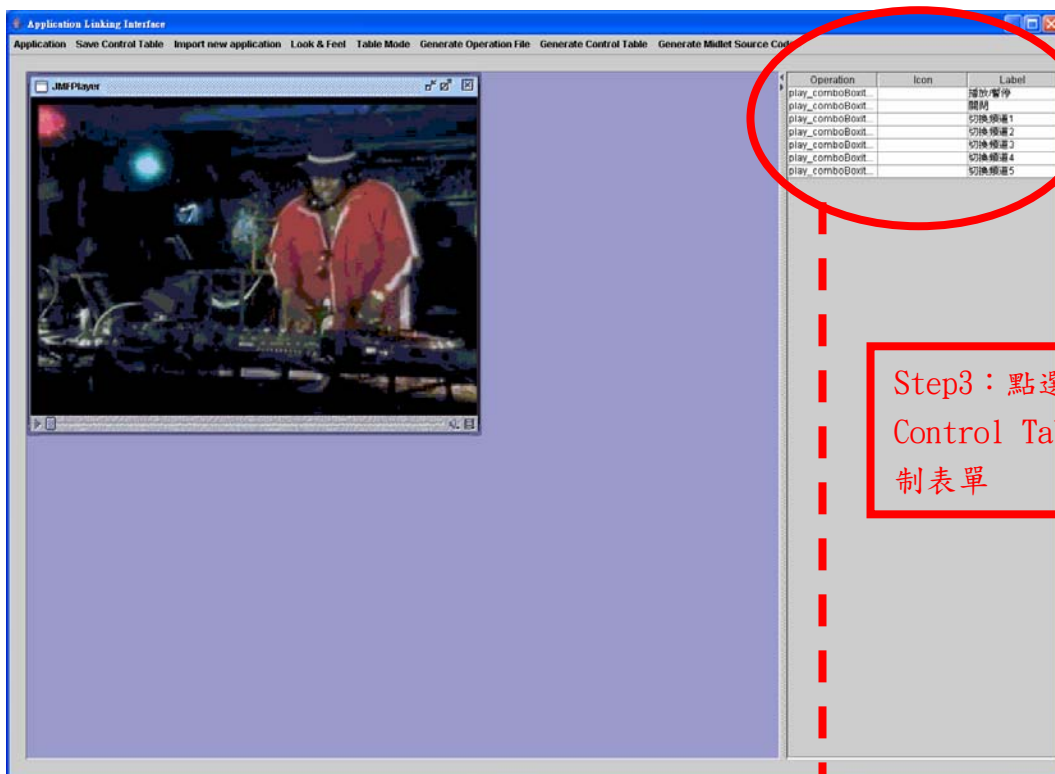 Application Linking Interface
Application Save Control Table Import new application Look & Feel Table Mode Generate Operation File Generate Control Table Generate Midlet Source Cod
JMFPlayer
Operation Icon Label
play_comboBoxit... 播放/暫停
play_comboBoxit... 關閉
play_comboBoxit... 切換頻道1
play_comboBoxit... 切換頻道2
play_comboBoxit... 切換頻道3
play_comboBoxit... 切換頻道4
play_comboBoxit... 切換頻道5
Step3：點選
Control Tab
制表單